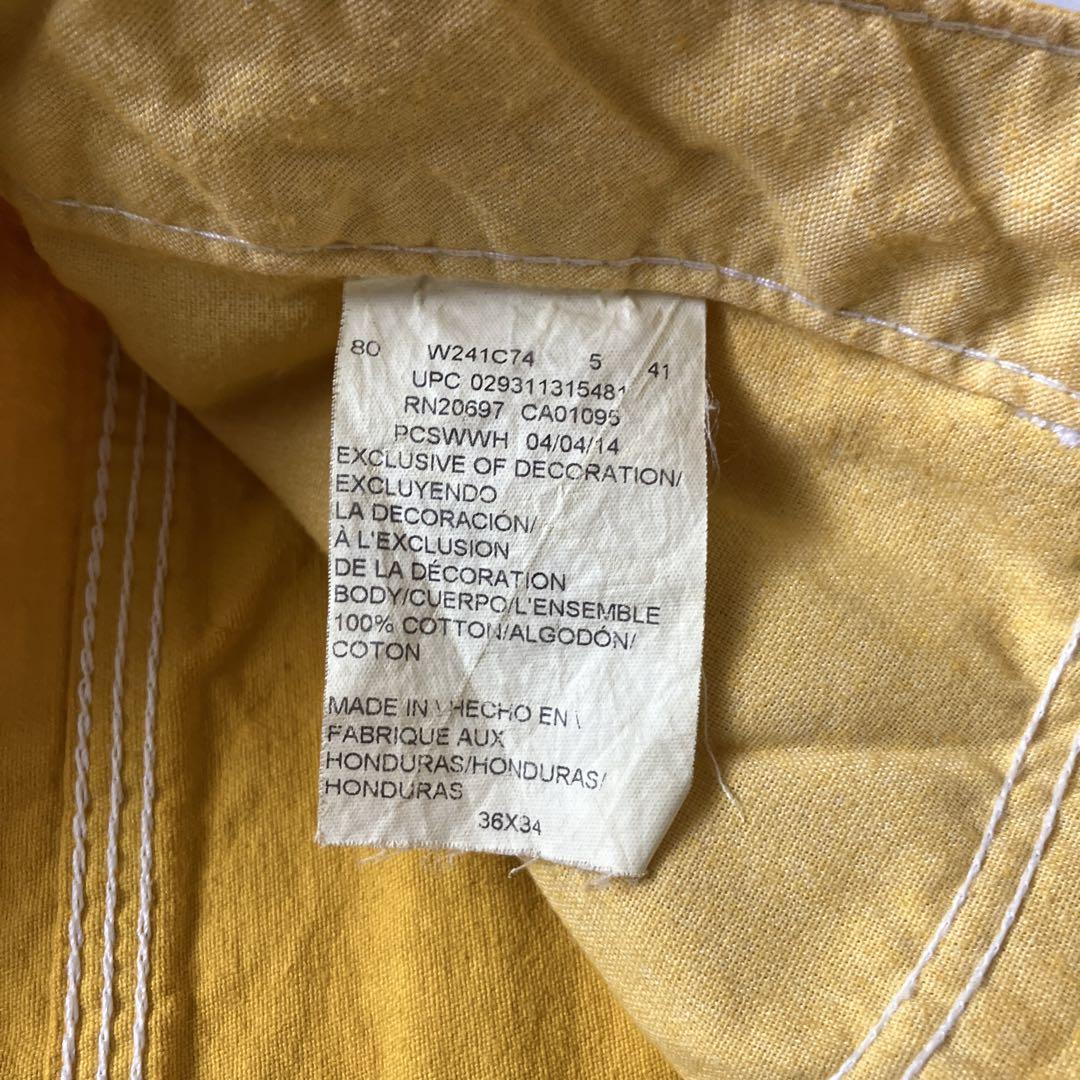 80 W241C74 5 41
UPC 029311315481
RN20697 CA01095
PCSWWH 04/04/14
EXCLUSIVE OF DECORATION/
EXCLUYENDO
LA DECORACIÓN/
À L'EXCLUSION
DE LA DÉCORATION
BODY/CUERPO/L'ENSEMBLE
100% COTTON/ALGODÓN/
COTON
MADE IN \ HECHO EN \
FABRIQUE AUX
HONDURAS/HONDURAS/
HONDURAS
36X34